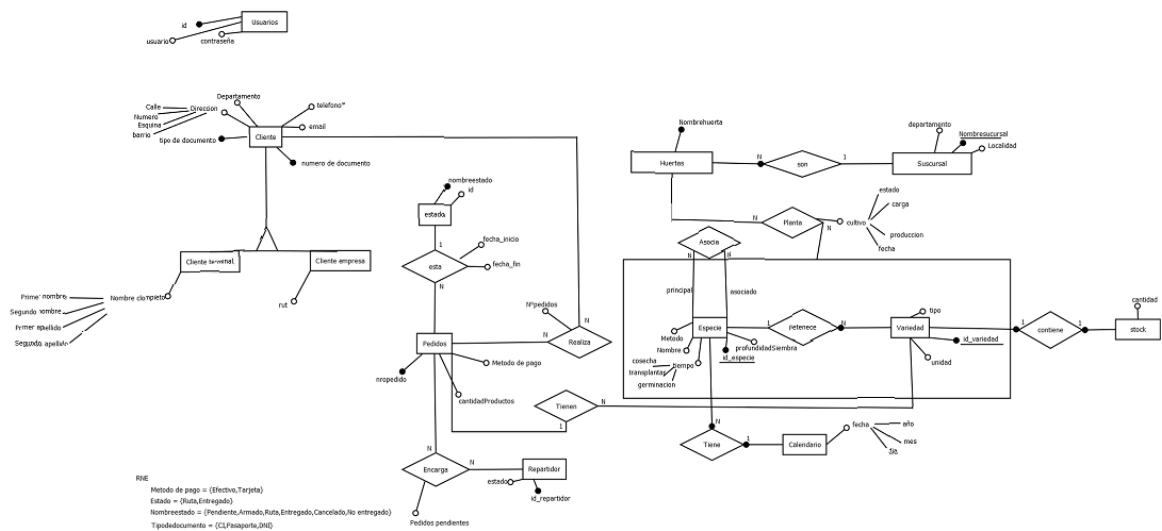 id
Usuarios
usuario
contraseña
Departamento
Calle
Direccion
telefono*
Numero
Esquina
email
barrio
Cliente
tipo de documento
numero de documento
Nombrehuerta
departamento
Nombresucursal
Localidad
Huertas
N
son
1
Suscursal
nombreestado
id
estado
N
Planta
N
cultivo
estado
carga
produccion
fecha
1
esta
fecha_inicio
fecha_fin
N
Asocia
N
N
principal
asociado
Cliente terminal
Cliente empresa
rut
Primer nombre
Nombre completo
Segundo nombre
Primer apellido
Segundo apellido
Nºpedidos
N
Pedidos
N
Realiza
Metodo de pago
nropedido
cantidadProductos
Metodo
Especie
1
N
Variedad
tipo
Nombre
profundidadSiembra
id_especie
cosecha
tiempo
transplantar
germinacion
id_variedad
unidad
1
contiene
1
stock
cantidad
Tienen
N
1
N
Tiene
1
Calendario
fecha
año
mes
N
Encarga
N
Repartidor
estado
id_repartidor
Pedidos pendientes
RNE
Metodo de pago = {Efectivo,Tarjeta}
Estado = {Ruta,Entregado}
Nombreestado = {Pendiente,Armado,Ruta,Entregado,Cancelado,No entregado}
Tipodedocumento = {CI,Pasaporte,DNI}